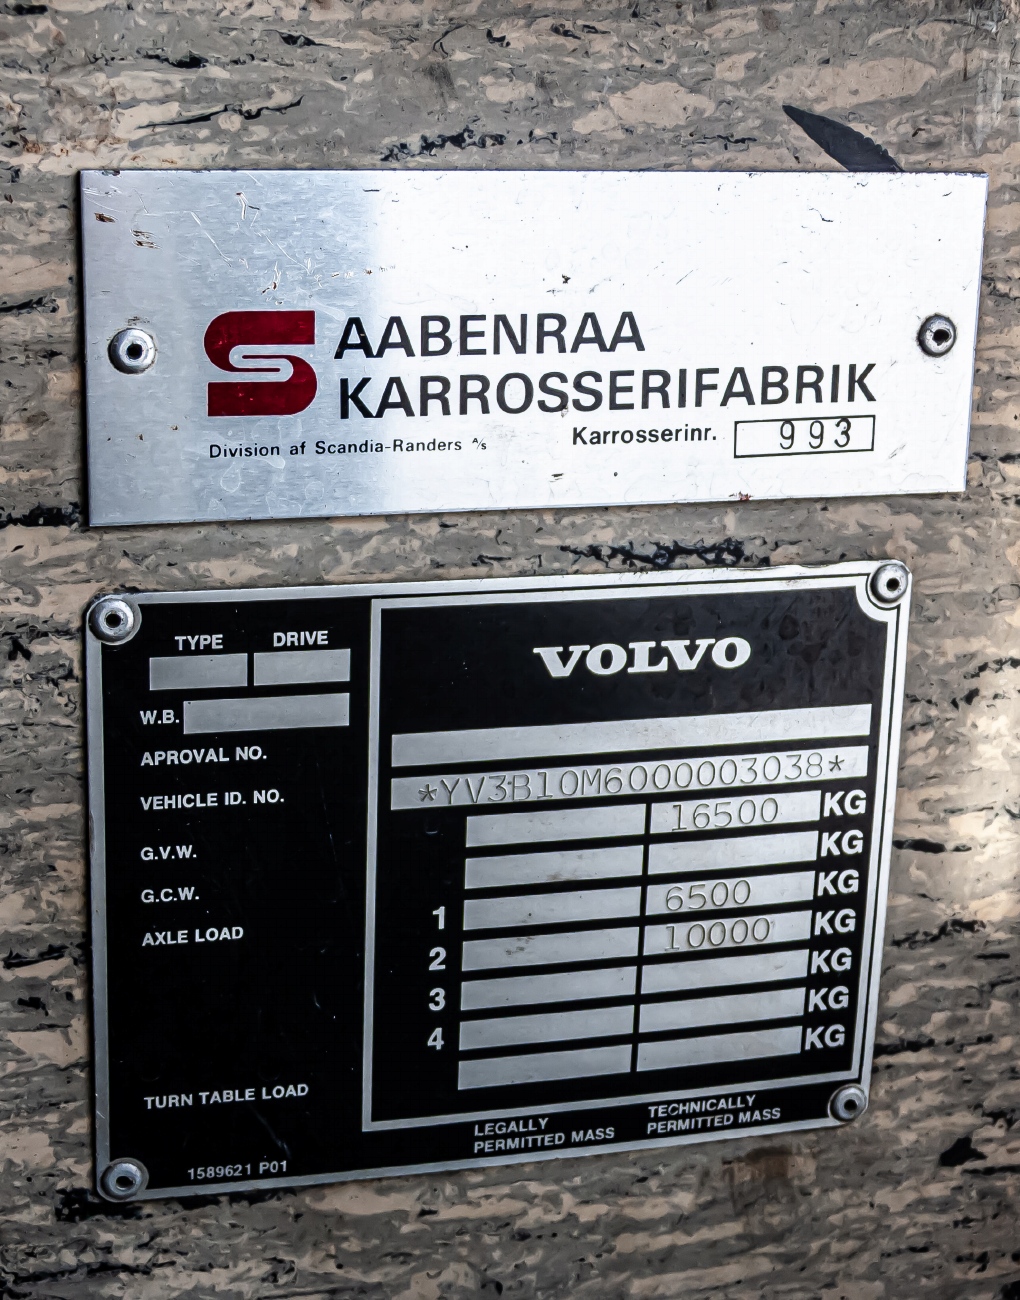 AABENRAA
KARROSSERIFABRIK
Division af Scandia-Randers A/S
Karrosserinr. 993
TYPE DRIVE
VOLVO
W.B.
APROVAL NO.
VEHICLE ID. NO. *YV3B10M6000003038*
G.V.W. 16500 KG
G.C.W. KG
AXLE LOAD 1 6500 KG
2 10000 KG
3 KG
4 KG
TURN TABLE LOAD KG
LEGALLY PERMITTED MASS
TECHNICALLY PERMITTED MASS
1589621 P01